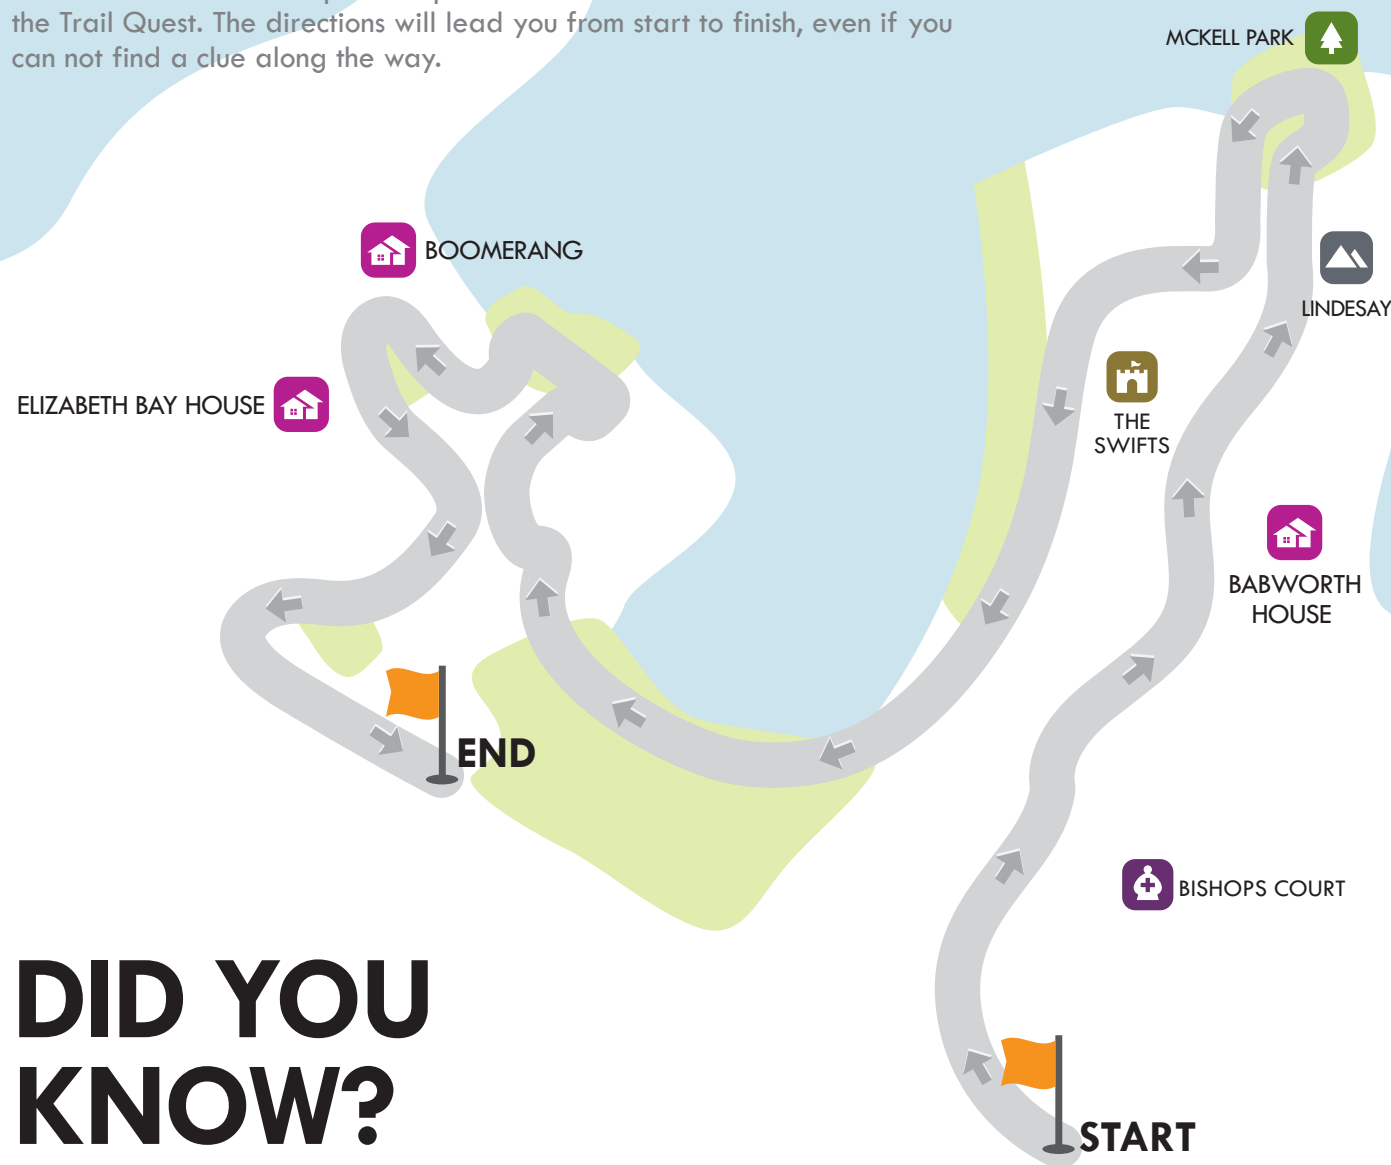 the Trail Quest. The directions will lead you from start to finish, even if you
can not find a clue along the way.
MCKELL PARK
BOOMERANG
LINDESAY
ELIZABETH BAY HOUSE
THE
SWIFTS
BABWORTH
HOUSE
END
BISHOPS COURT
DID YOU
KNOW?
START